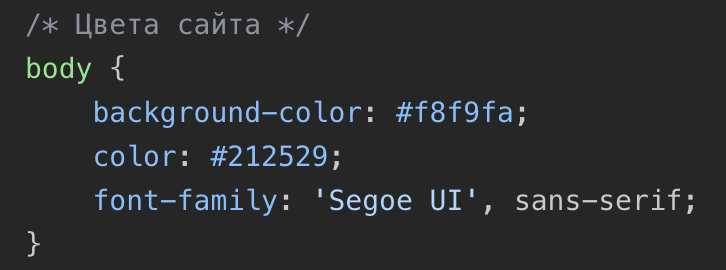 /* Цвета сайта */
body {
    background-color: #f8f9fa;
    color: #212529;
    font-family: 'Segoe UI', sans-serif;
}